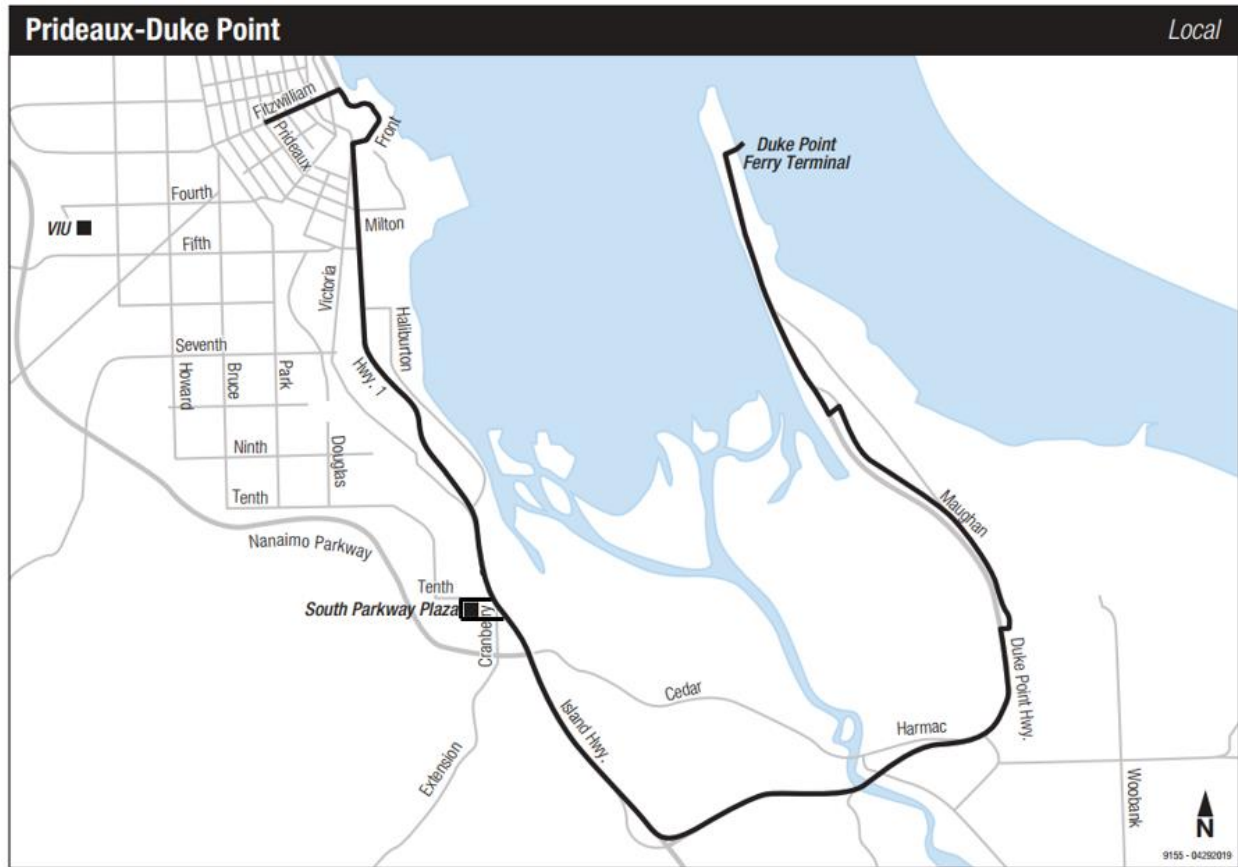 Prideaux-Duke Point
Local
Fitzwilliam
Prideaux
Front
Duke Point
Ferry Terminal
Fourth
VIU
Milton
Fifth
Victoria
Haliburton
Seventh
Howard
Bruce
Park
Hwy. 1
Ninth
Douglas
Tenth
Maughan
Nanaimo Parkway
Tenth
South Parkway Plaza
Cranberry
Duke Point Hwy.
Cedar
Island Hwy.
Harmac
Extension
Woobank
N
9155 - 04292019